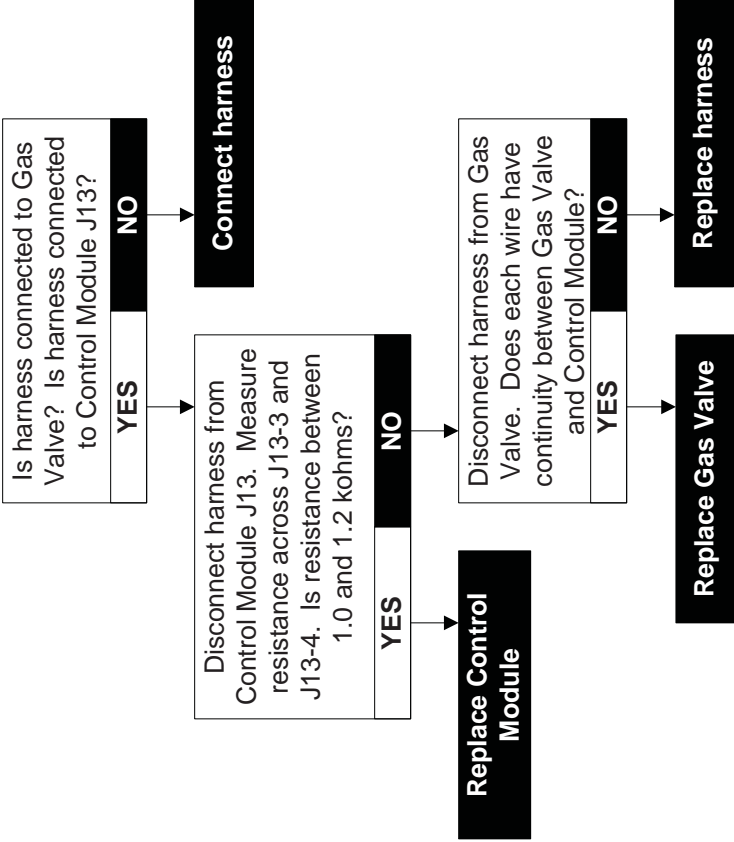 Is harness connected to Gas
Valve?  Is harness connected
to Control Module J13?
YES
NO
Connect harness
Disconnect harness from
Control Module J13.  Measure
resistance across J13-3 and
J13-4.  Is resistance between
1.0 and 1.2 kohms?
YES
NO
Replace Control
Module
Disconnect harness from Gas
Valve.  Does each wire have
continuity between Gas Valve
and Control Module?
YES
NO
Replace Gas Valve
Replace harness